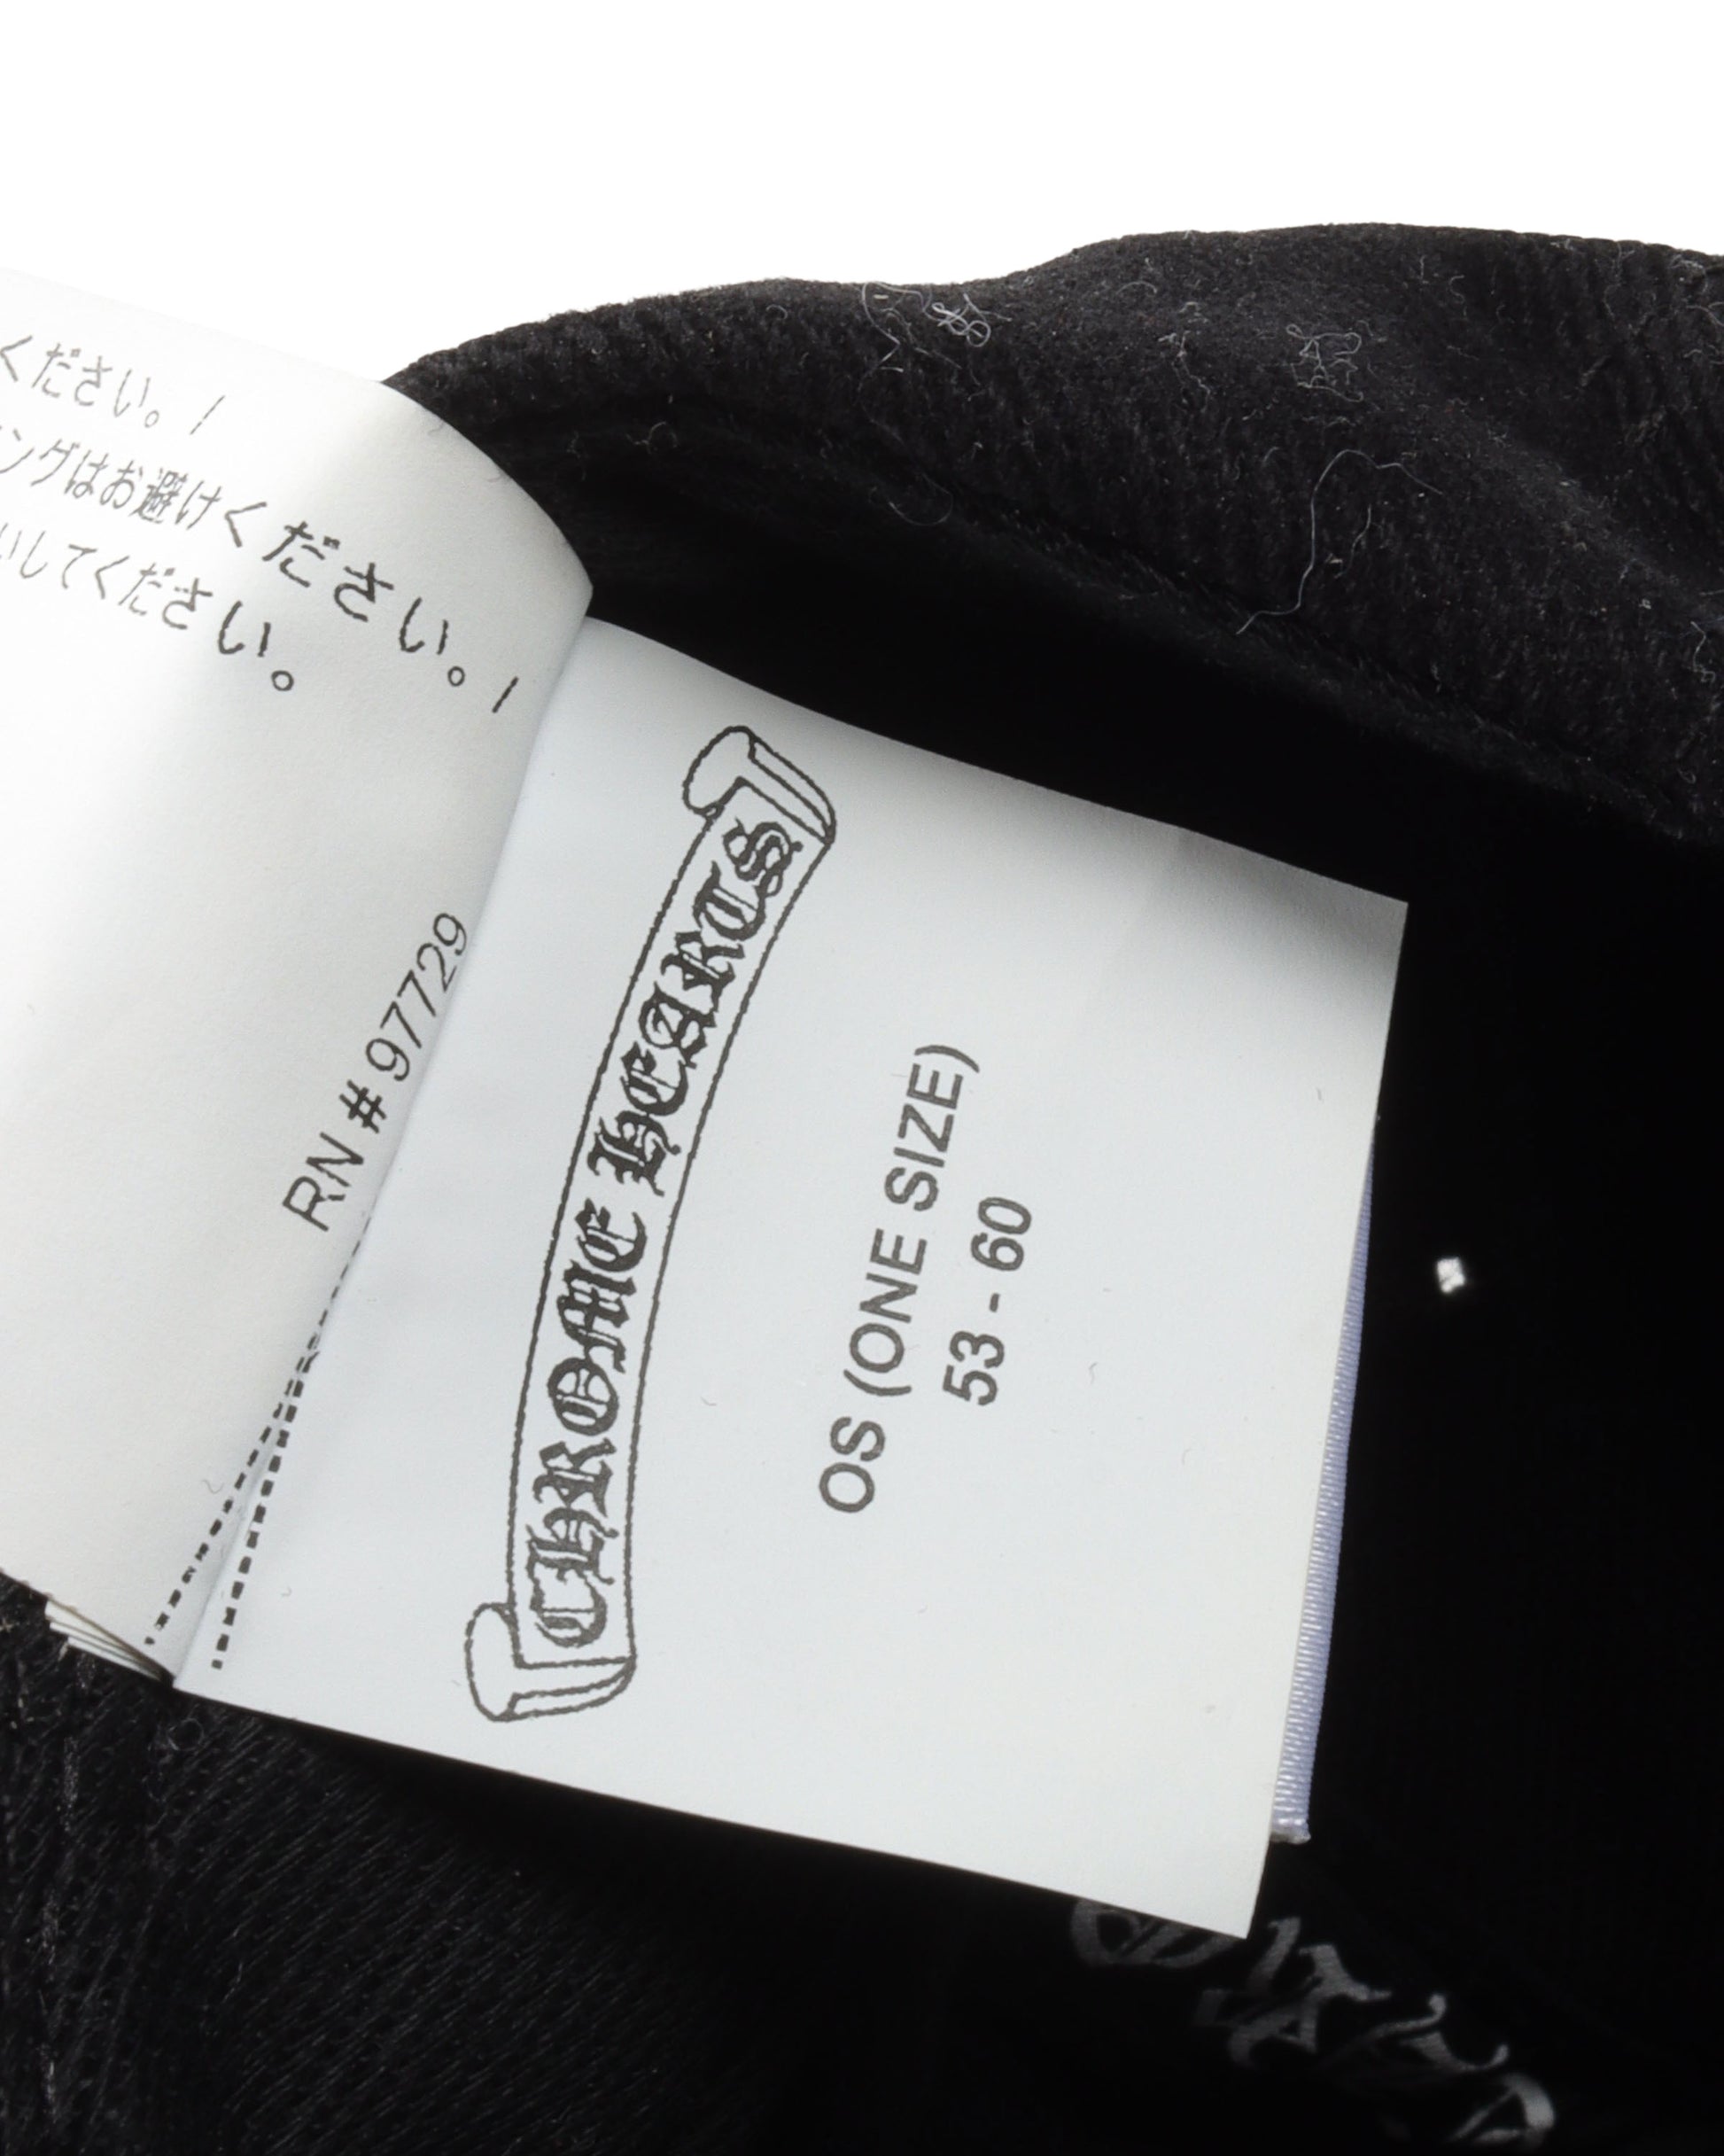 ください。/
ングはお避けください。/
いしてください。
RN # 97729
CHROME HEARTS
OS (ONE SIZE)
53 - 60